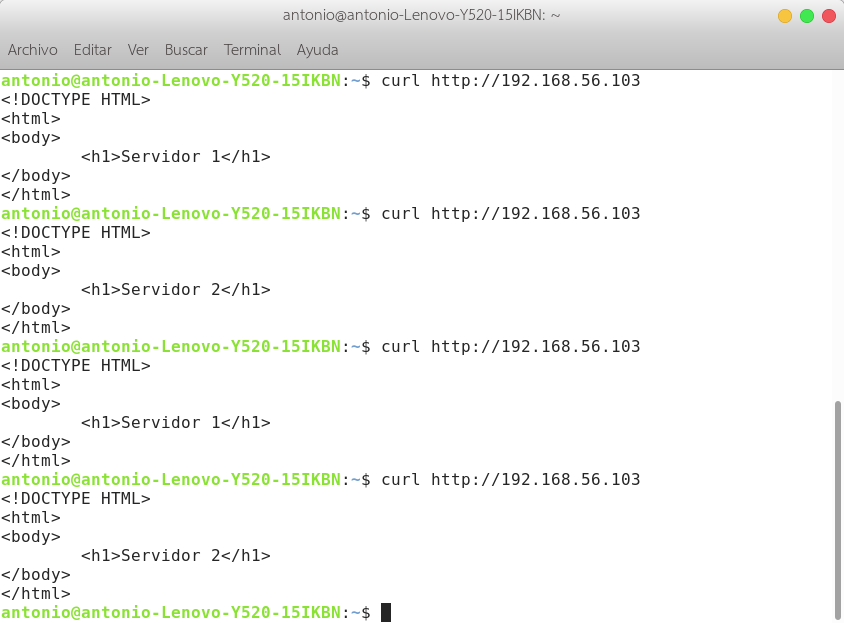 antonio@antonio-Lenovo-Y520-15IKBN: ~
Archivo Editar Ver Buscar Terminal Ayuda
antonio@antonio-Lenovo-Y520-15IKBN:~$ curl http://192.168.56.103
<!DOCTYPE HTML>
<html>
<body>
        <h1>Servidor 1</h1>
</body>
</html>
antonio@antonio-Lenovo-Y520-15IKBN:~$ curl http://192.168.56.103
<!DOCTYPE HTML>
<html>
<body>
        <h1>Servidor 2</h1>
</body>
</html>
antonio@antonio-Lenovo-Y520-15IKBN:~$ curl http://192.168.56.103
<!DOCTYPE HTML>
<html>
<body>
        <h1>Servidor 1</h1>
</body>
</html>
antonio@antonio-Lenovo-Y520-15IKBN:~$ curl http://192.168.56.103
<!DOCTYPE HTML>
<html>
<body>
        <h1>Servidor 2</h1>
</body>
</html>
antonio@antonio-Lenovo-Y520-15IKBN:~$